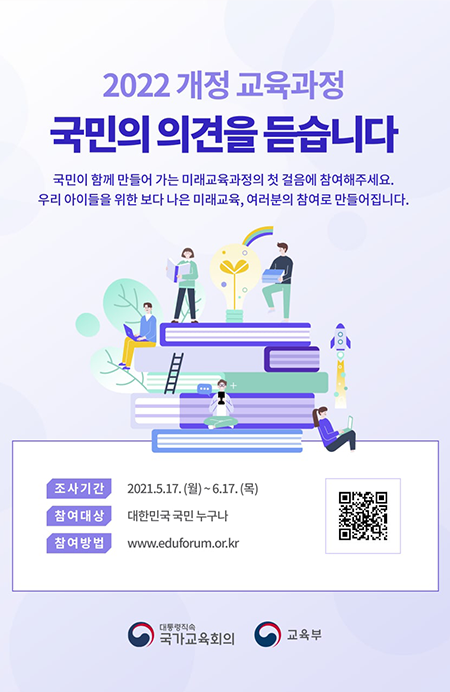 2022 개정 교육과정
국민의 의견을 듣습니다
국민이 함께 만들어 가는 미래교육과정의 첫 걸음에 참여해주세요.
우리 아이들을 위한 보다 나은 미래교육, 여러분의 참여로 만들어집니다.
조사기간 2021.5.17. (월) ~ 6.17. (목)
참여대상 대한민국 국민 누구나
참여방법 www.eduforum.or.kr
대통령직속
국가교육회의 교육부